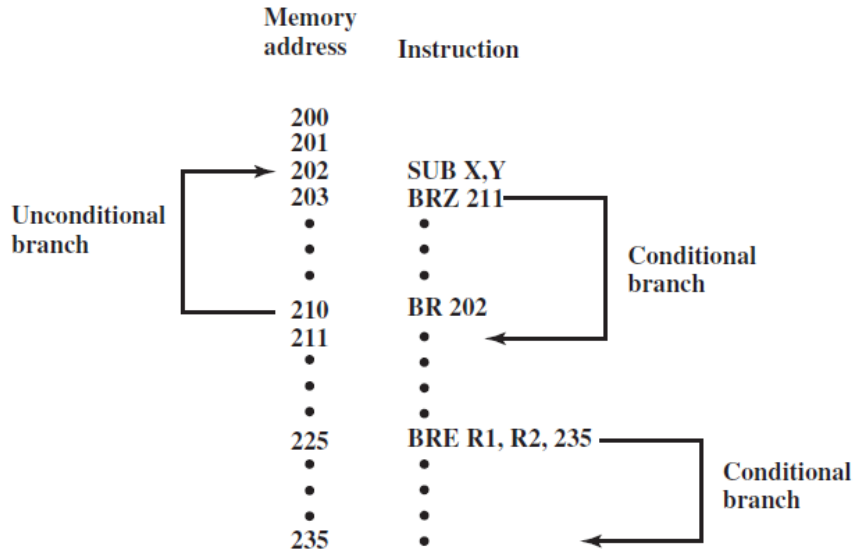 Memory
address
Instruction
200
201
202 SUB X,Y
203 BRZ 211
Unconditional
branch
Conditional
branch
210 BR 202
211
225 BRE R1, R2, 235
Conditional
branch
235